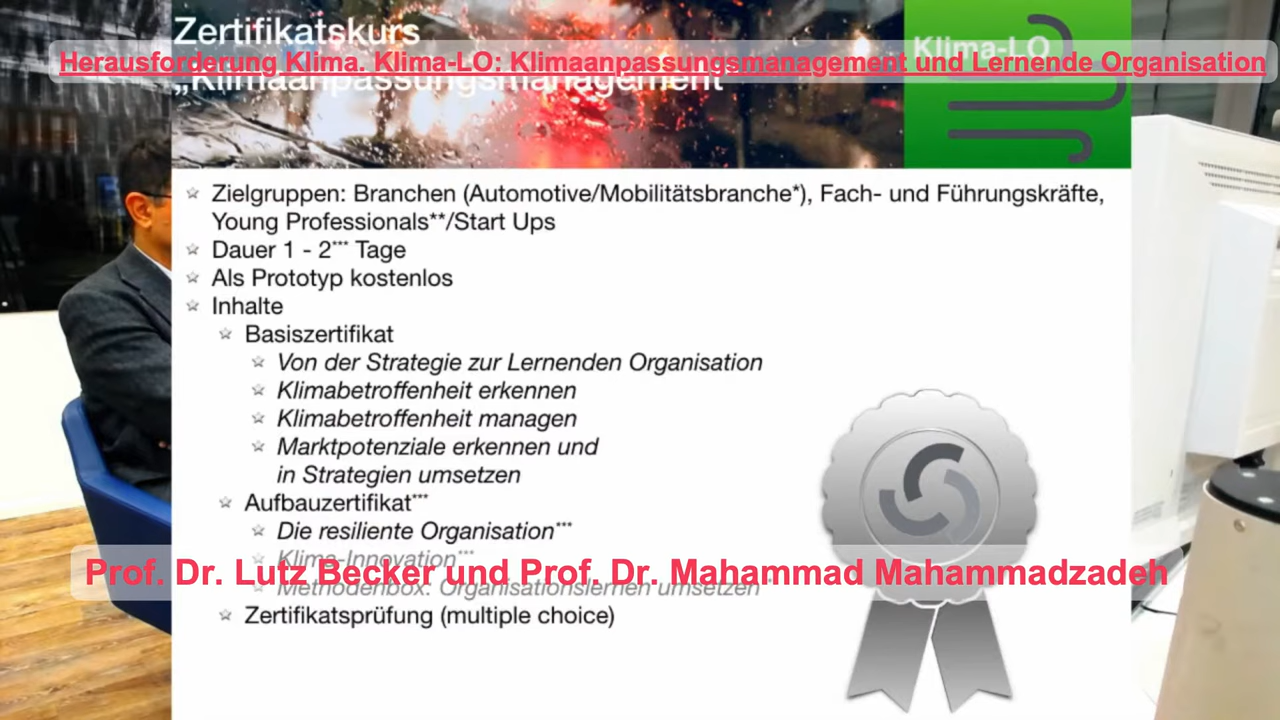 Zertifikatskurs
„Klimaanpassungsmanagement“
Klima-LO
Herausforderung Klima. Klima-LO: Klimaanpassungsmanagement und Lernende Organisation
Zielgruppen: Branchen (Automotive/Mobilitätsbranche*), Fach- und Führungskräfte,
Young Professionals**/Start Ups
Dauer 1 - 2*** Tage
Als Prototyp kostenlos
Inhalte
Basiszertifikat
Von der Strategie zur Lernenden Organisation
Klimabetroffenheit erkennen
Klimabetroffenheit managen
Marktpotenziale erkennen und
in Strategien umsetzen
Aufbauzertifikat***
Die resiliente Organisation***
Klima-Innovation***
Prof. Dr. Lutz Becker und Prof. Dr. Mahammad Mahammadzadeh
Methodenbox: Organisationslernen umsetzen
Zertifikatsprüfung (multiple choice)